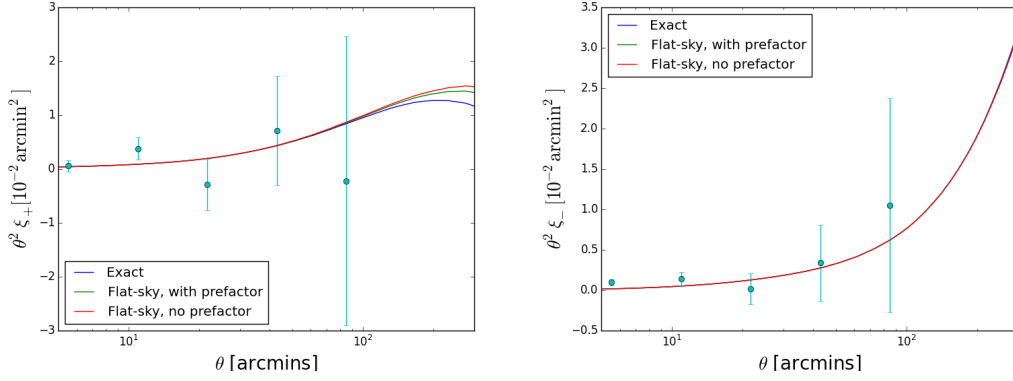 3
2
1
0
−1
−2
−3
θ² ξ₊[10⁻² arcmin²]
Exact
Flat-sky, with prefactor
Flat-sky, no prefactor
10¹
10²
θ [arcmins]
3.5
3.0
2.5
2.0
1.5
1.0
0.5
0.0
−0.5
θ² ξ₋ [10⁻² arcmin²]
Exact
Flat-sky, with prefactor
Flat-sky, no prefactor
10¹
10²
θ [arcmins]